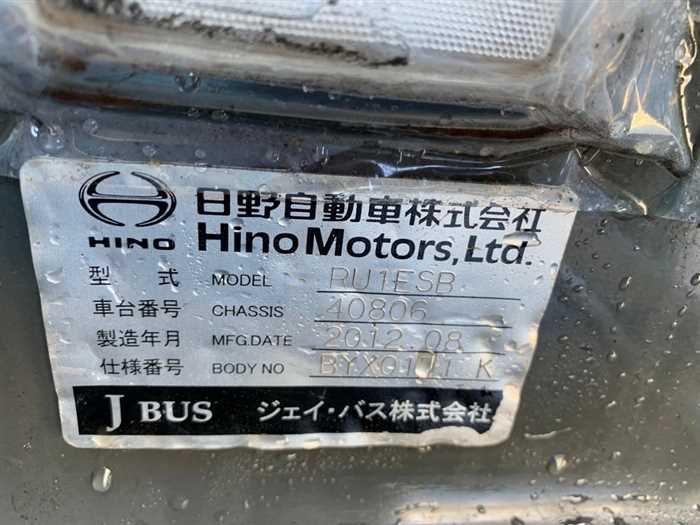 日野自動車株式会社
HINO Hino Motors, Ltd.
型 式 MODEL RU1ESB
車台番号 CHASSIS 40806
製造年月 MFG.DATE 2012.08
仕様番号 BODY NO K
J BUS ジェイ・バス株式会社